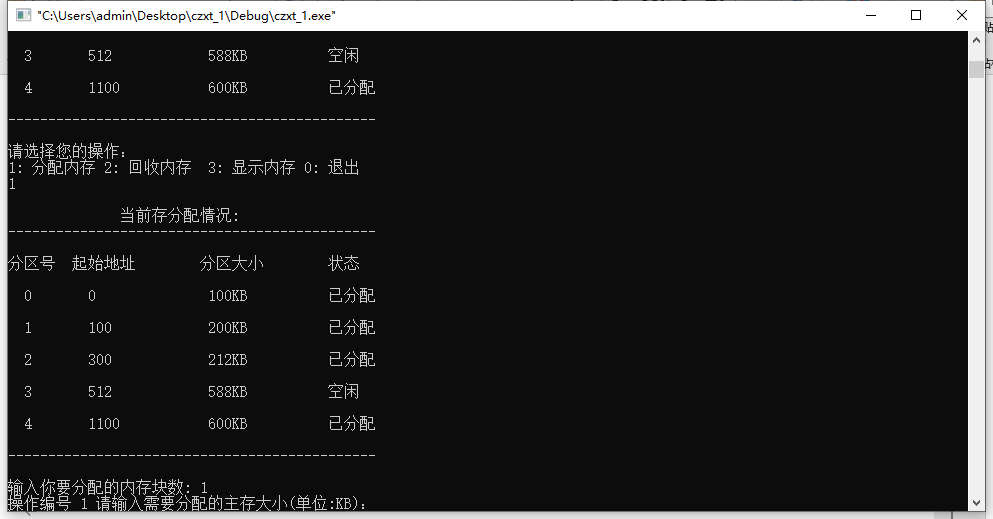 "C:\Users\admin\Desktop\czxt_1\Debug\czxt_1.exe"
3 512 588KB 空闲
4 1100 600KB 已分配
----------------------------------------------
请选择您的操作:
1: 分配内存 2: 回收内存 3: 显示内存 0: 退出
1
当前存分配情况:
----------------------------------------------
分区号 起始地址 分区大小 状态
0 0 100KB 已分配
1 100 200KB 已分配
2 300 212KB 已分配
3 512 588KB 空闲
4 1100 600KB 已分配
----------------------------------------------
输入你要分配的内存块数: 1
操作编号 1 请输入需要分配的主存大小(单位:KB):